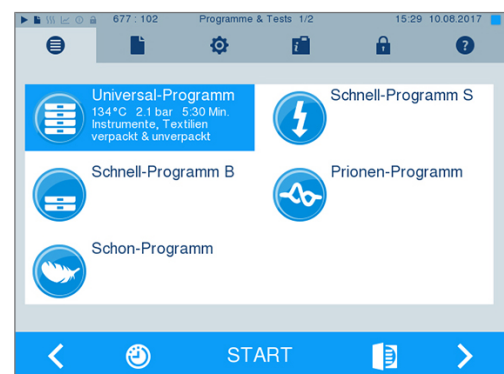 677 : 102 Programme & Tests 1/2 15:29 10.08.2017
Universal-Programm
134°C 2.1 bar 5:30 Min.
Instrumente, Textilien
verpackt & unverpackt
Schnell-Programm S
Schnell-Programm B
Prionen-Programm
Schon-Programm
START